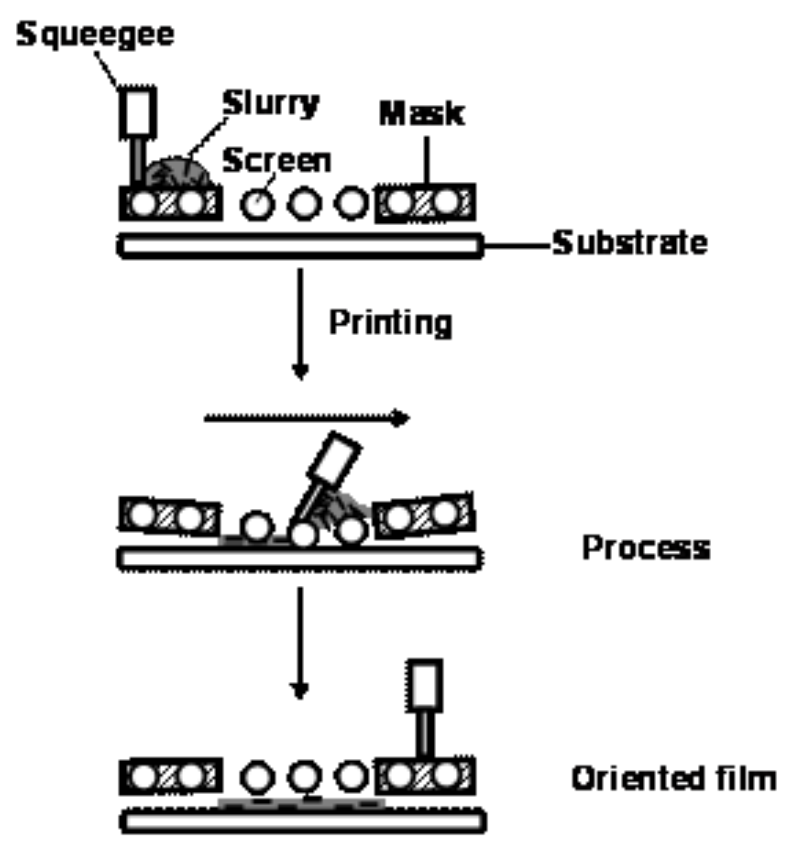 Squeegee
Slurry
Mask
Screen
Substrate
Printing
Process
Oriented film